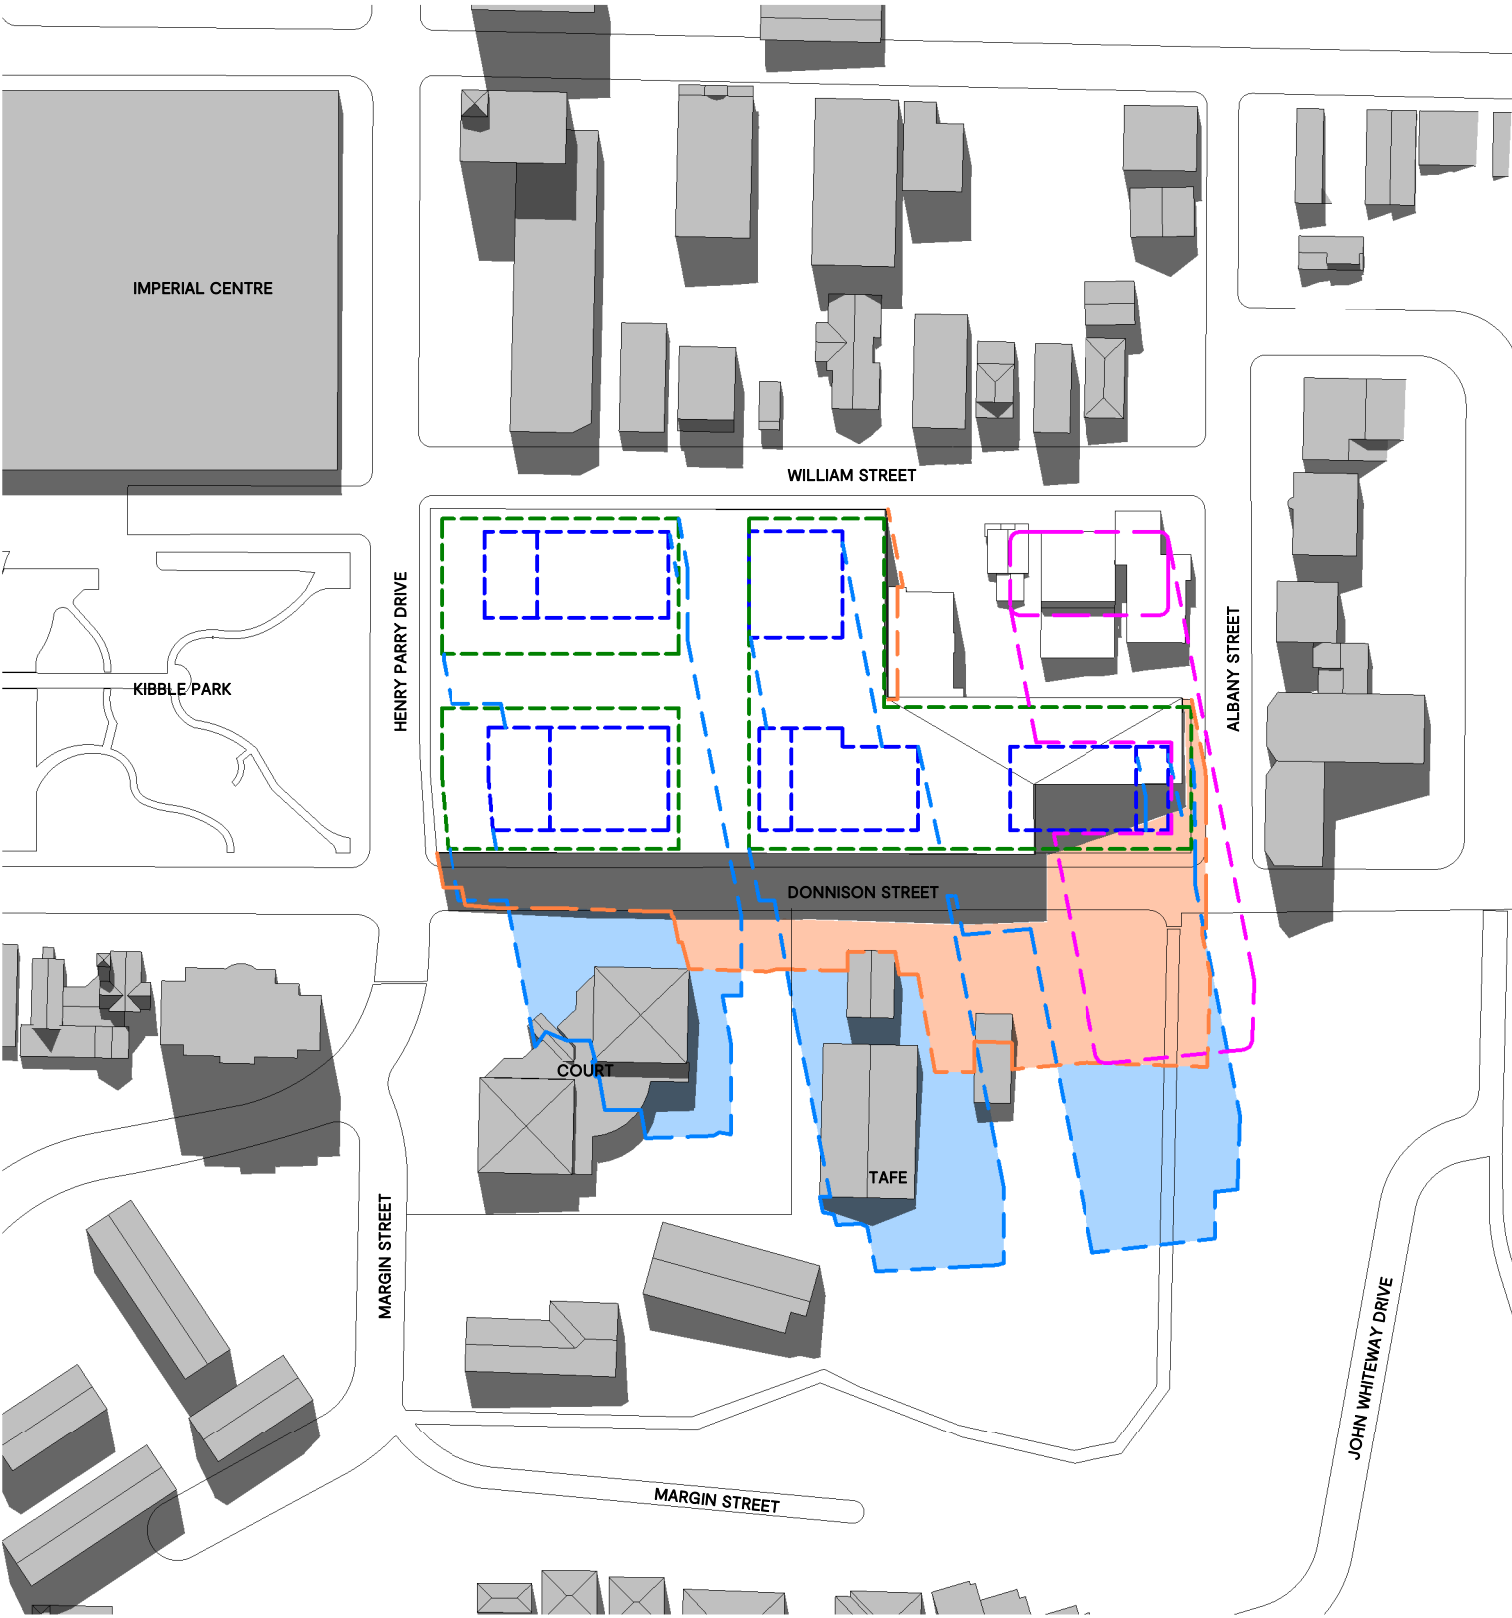 IMPERIAL CENTRE
WILLIAM STREET
HENRY PARRY DRIVE
KIBBLE PARK
ALBANY STREET
DONNISON STREET
COURT
TAFE
MARGIN STREET
JOHN WHITEWAY DRIVE
MARGIN STREET